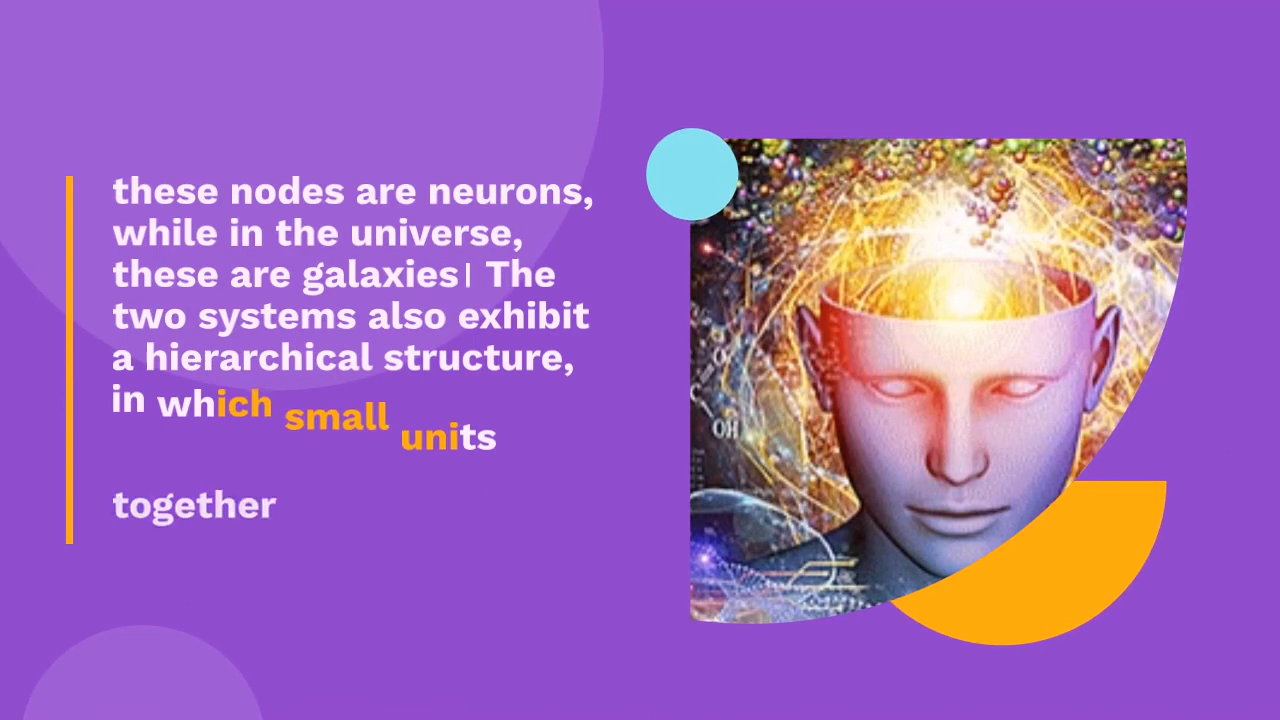 these nodes are neurons,
while in the universe,
these are galaxies| The
two systems also exhibit
a hierarchical structure,
in which small units
together
OH